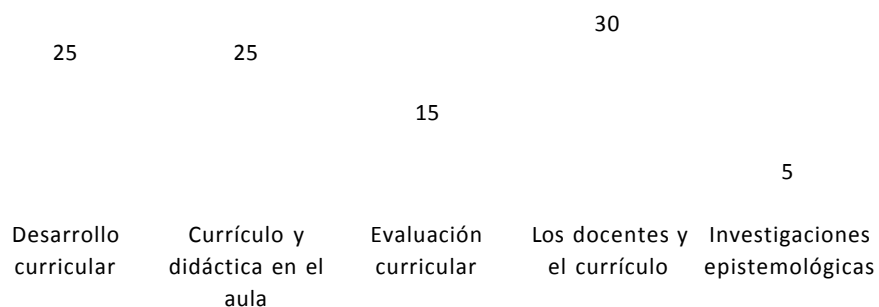 30
25 25
15
5
Desarrollo Currículo y Evaluación Los docentes y Investigaciones
curricular didáctica en el curricular el currículo epistemológicas
aula